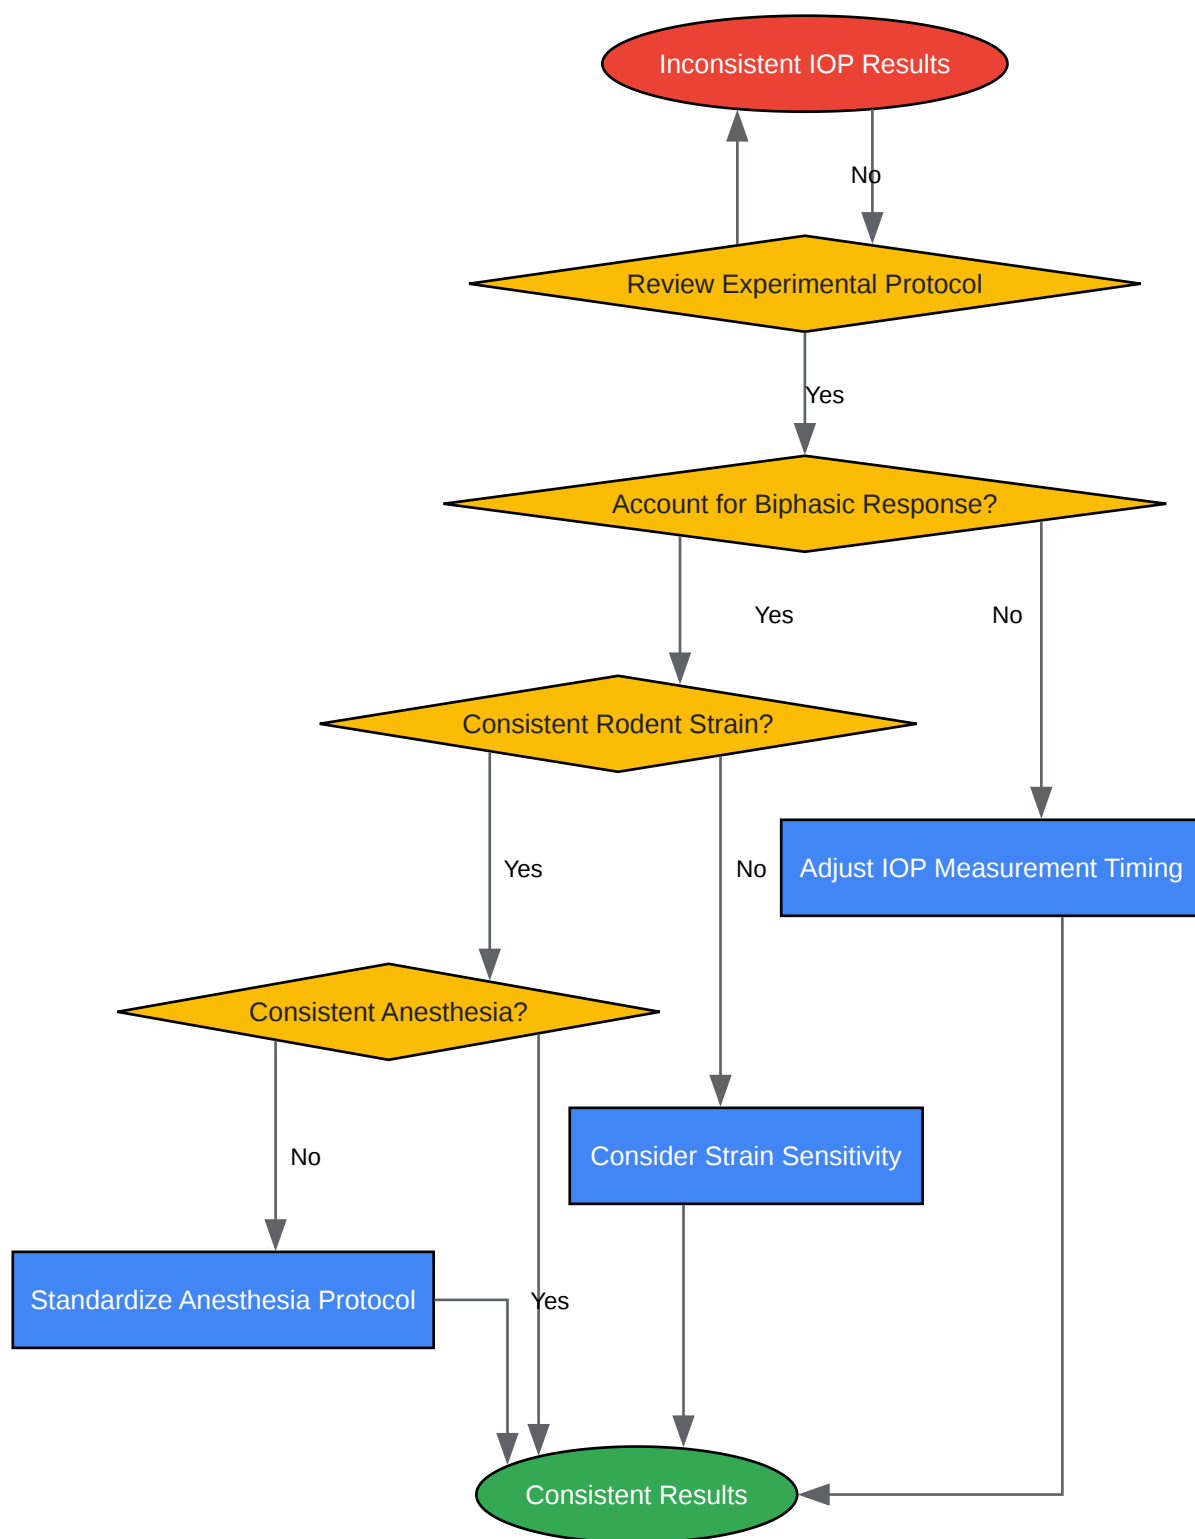 Inconsistent IOP Results
No
Review Experimental Protocol
Yes
Account for Biphasic Response?
Yes
No
Consistent Rodent Strain?
Yes
No
Adjust IOP Measurement Timing
Consistent Anesthesia?
No
Consider Strain Sensitivity
Standardize Anesthesia Protocol
Yes
Consistent Results